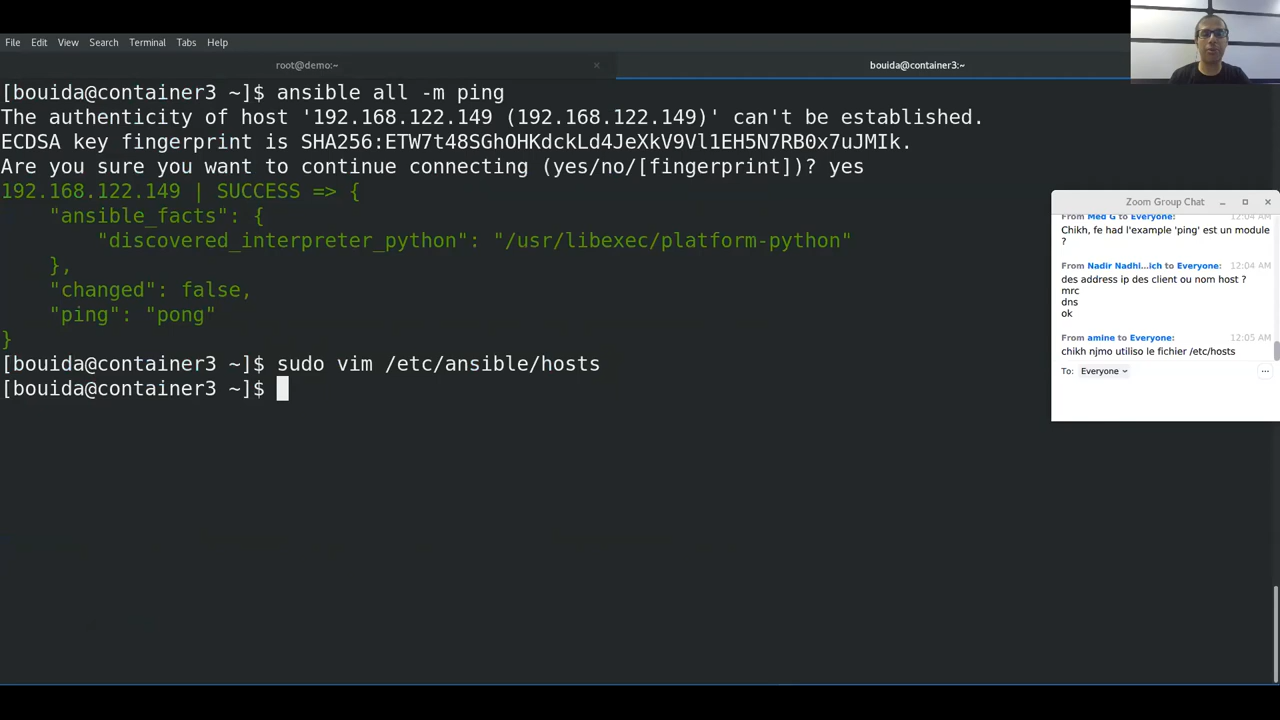 File Edit View Search Terminal Tabs Help
root@demo:~ ×
bouida@container3:~
[bouida@container3 ~]$ ansible all -m ping
The authenticity of host '192.168.122.149 (192.168.122.149)' can't be established.
ECDSA key fingerprint is SHA256:ETW7t48SGhOHKdckLd4JeXkV9Vl1EH5N7RB0x7uJMIk.
Are you sure you want to continue connecting (yes/no/[fingerprint])? yes
192.168.122.149 | SUCCESS => {
"ansible_facts": {
"discovered_interpreter_python": "/usr/libexec/platform-python"
},
"changed": false,
"ping": "pong"
}
[bouida@container3 ~]$ sudo vim /etc/ansible/hosts
[bouida@container3 ~]$
Zoom Group Chat
From Med G to Everyone: 12:04 AM
Chikh, fe had l'example 'ping' est un module
?
From Nadir Nadhi...ich to Everyone: 12:04 AM
des address ip des client ou nom host ?
mrc
dns
ok
From amine to Everyone: 12:05 AM
chikh njmo utiliso le fichier /etc/hosts
To: Everyone